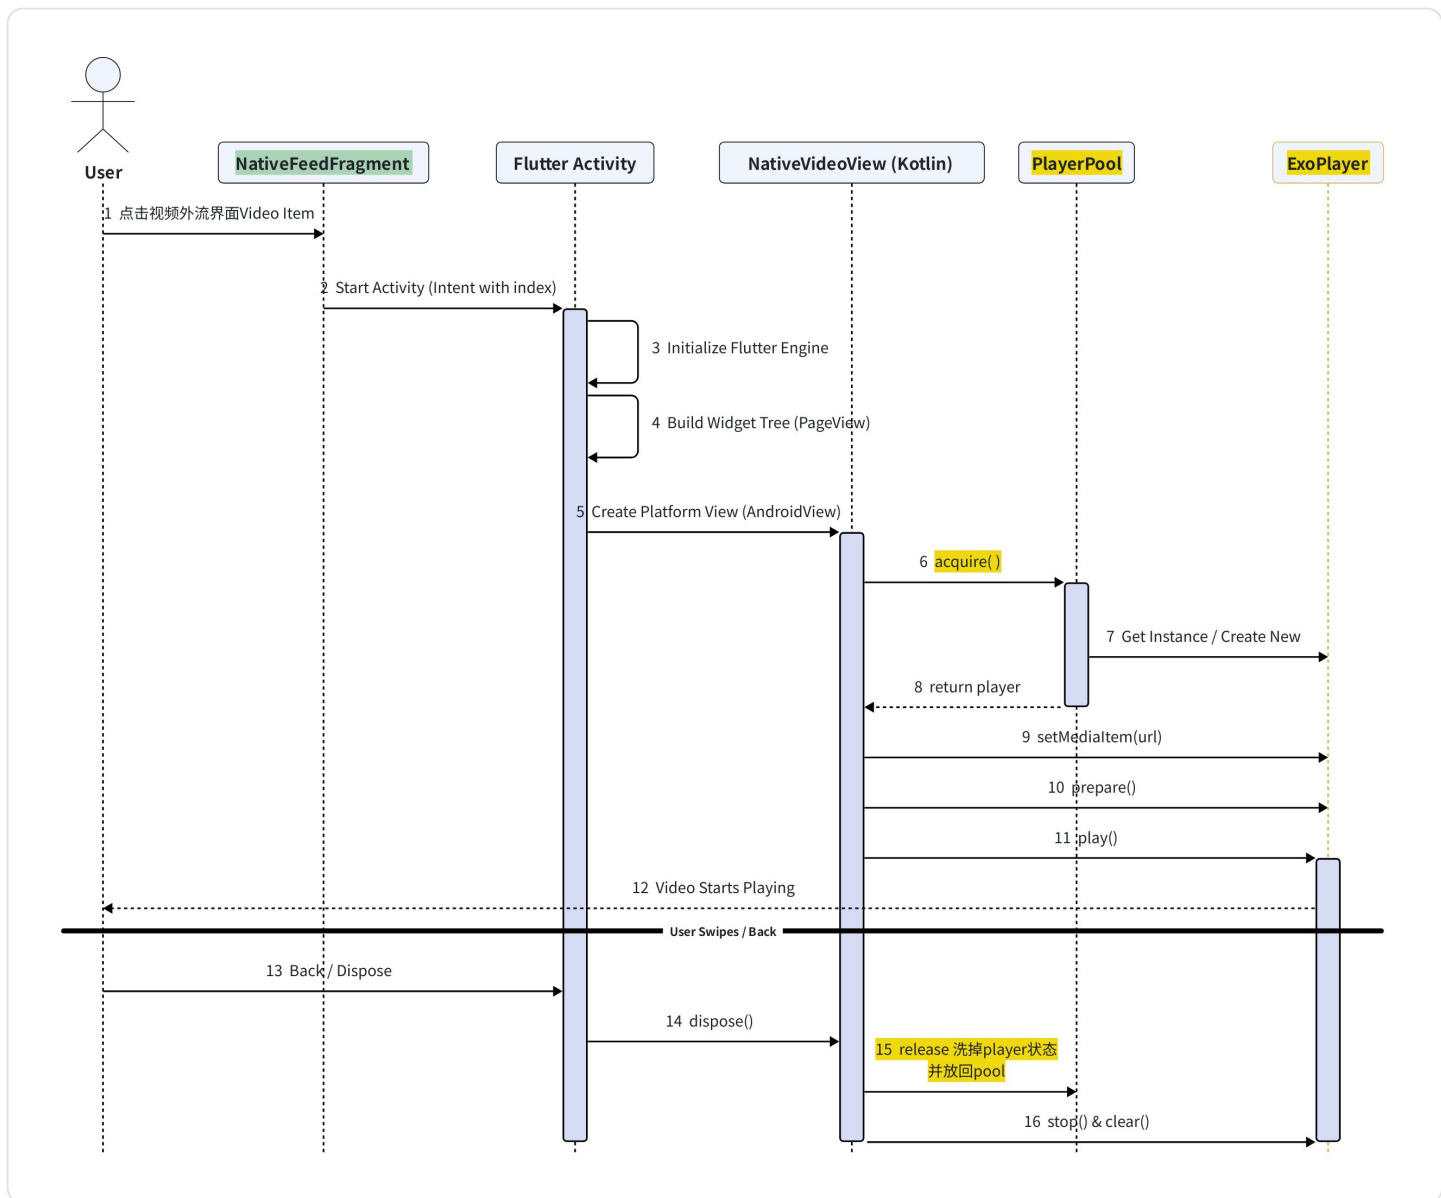 User
NativeFeedFragment
Flutter Activity
NativeVideoView (Kotlin)
PlayerPool
ExoPlayer
1 点击视频外流界面Video Item
2 Start Activity (Intent with index)
3 Initialize Flutter Engine
4 Build Widget Tree (PageView)
5 Create Platform View (AndroidView)
6 acquire( )
7 Get Instance / Create New
8 return player
9 setMediaItem(url)
10 prepare()
11 play()
12 Video Starts Playing
User Swipes / Back
13 Back / Dispose
14 dispose()
15 release 洗掉player状态
并放回pool
16 stop() & clear()